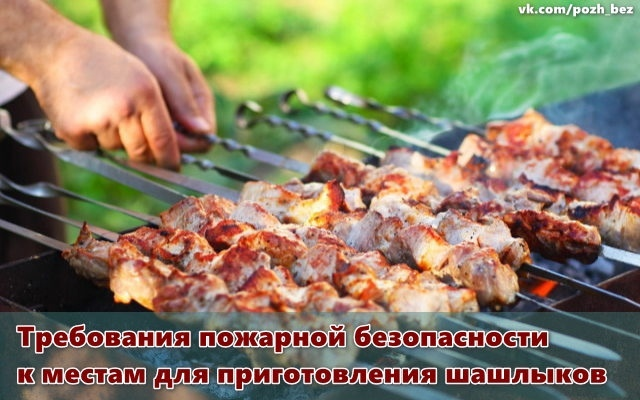 vk.com/pozh_bez
Требования пожарной безопасности
к местам для приготовления шашлыков